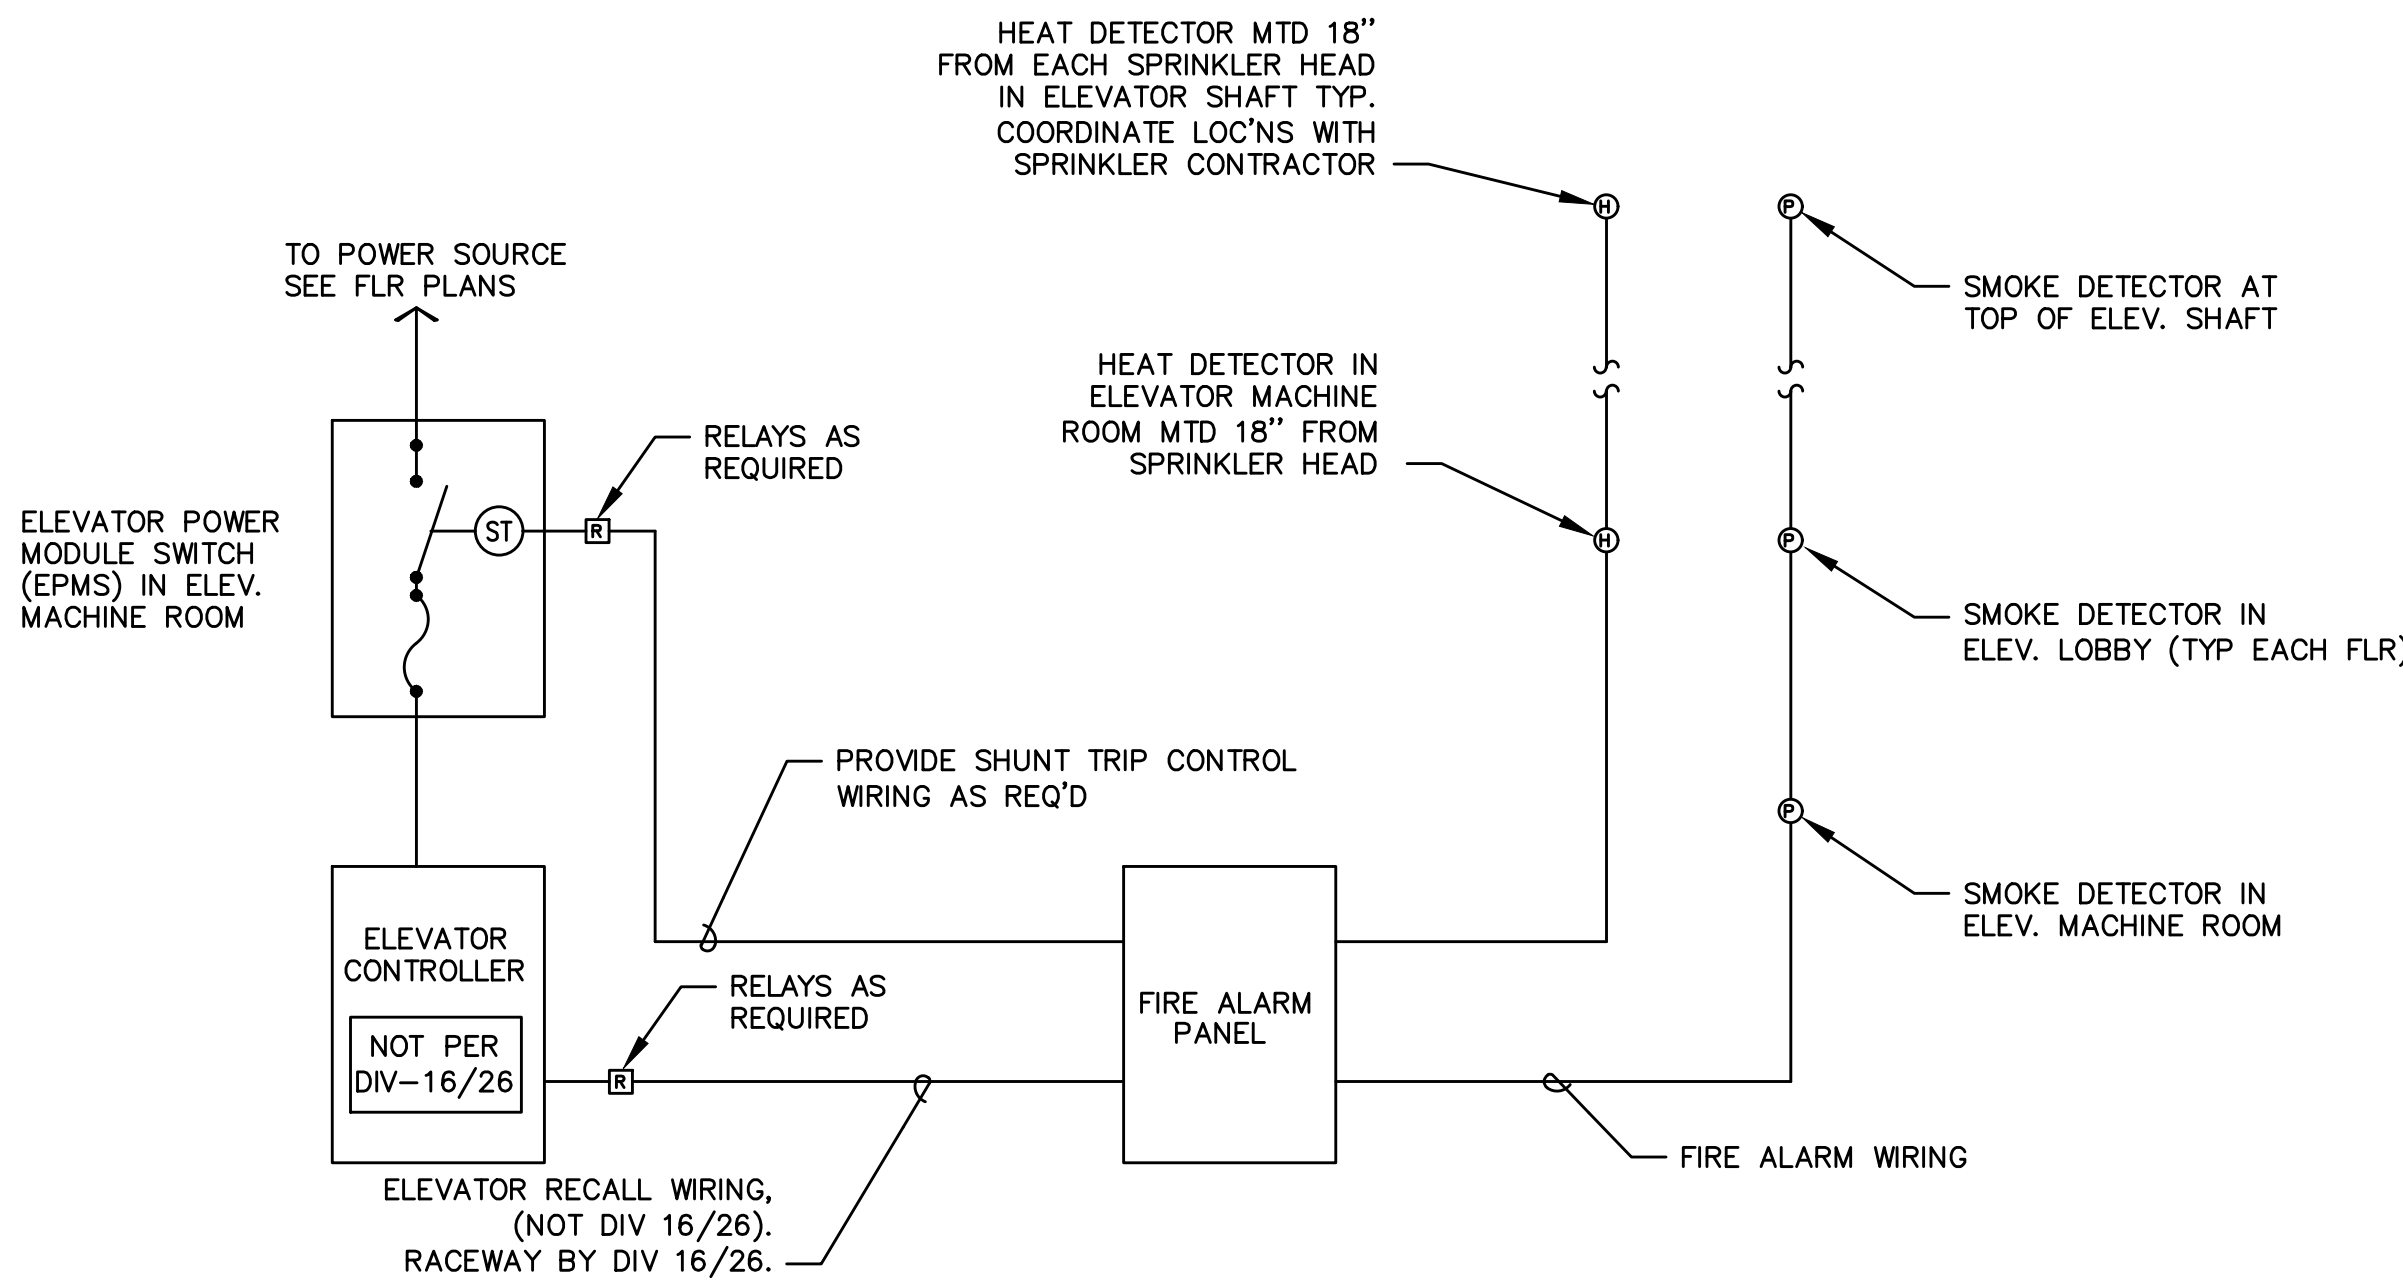 HEAT DETECTOR MTD 18"
FROM EACH SPRINKLER HEAD
IN ELEVATOR SHAFT TYP.
COORDINATE LOC'NS WITH
SPRINKLER CONTRACTOR
H
P
TO POWER SOURCE
SEE FLR PLANS
SMOKE DETECTOR AT
TOP OF ELEV. SHAFT
HEAT DETECTOR IN
ELEVATOR MACHINE
ROOM MTD 18" FROM
SPRINKLER HEAD
RELAYS AS
REQUIRED
ELEVATOR POWER
MODULE SWITCH
(EPMS) IN ELEV.
MACHINE ROOM
ST
R
H
P
SMOKE DETECTOR IN
ELEV. LOBBY (TYP EACH FLR)
PROVIDE SHUNT TRIP CONTROL
WIRING AS REQ'D
P
SMOKE DETECTOR IN
ELEV. MACHINE ROOM
ELEVATOR
CONTROLLER
NOT PER
DIV-16/26
RELAYS AS
REQUIRED
R
FIRE ALARM
PANEL
FIRE ALARM WIRING
ELEVATOR RECALL WIRING,
(NOT DIV 16/26).
RACEWAY BY DIV 16/26.